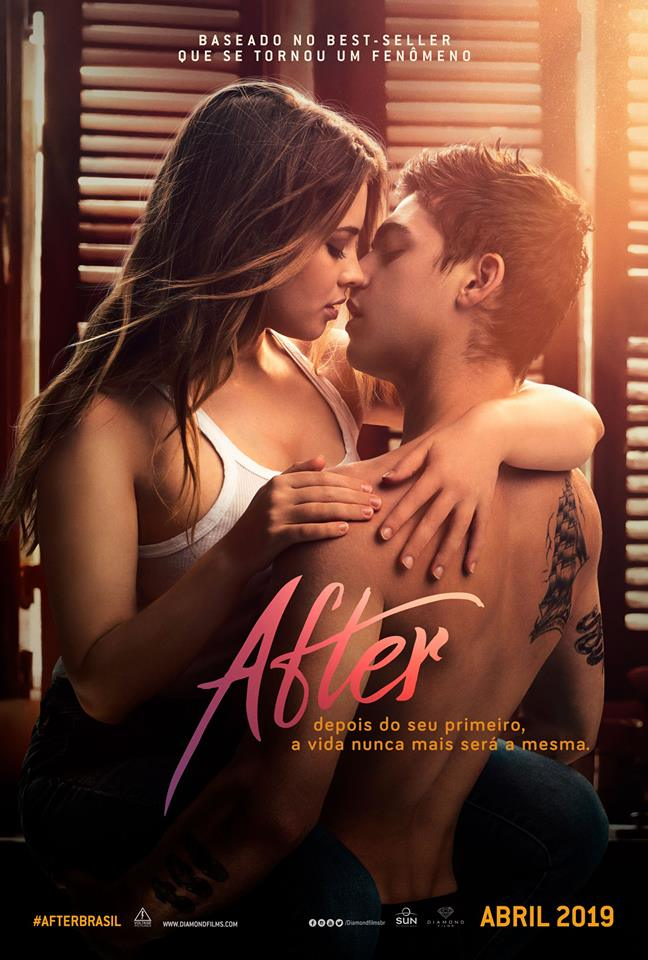 BASEADO NO BEST-SELLER
QUE SE TORNOU UM FENÔMENO
After
depois do seu primeiro,
a vida nunca mais será a mesma.
#AFTERBRASIL
WWW.DIAMONDFILMS.COM
/Diamondfilmsbr
SUN
DIAMOND
FILMS
ABRIL 2019